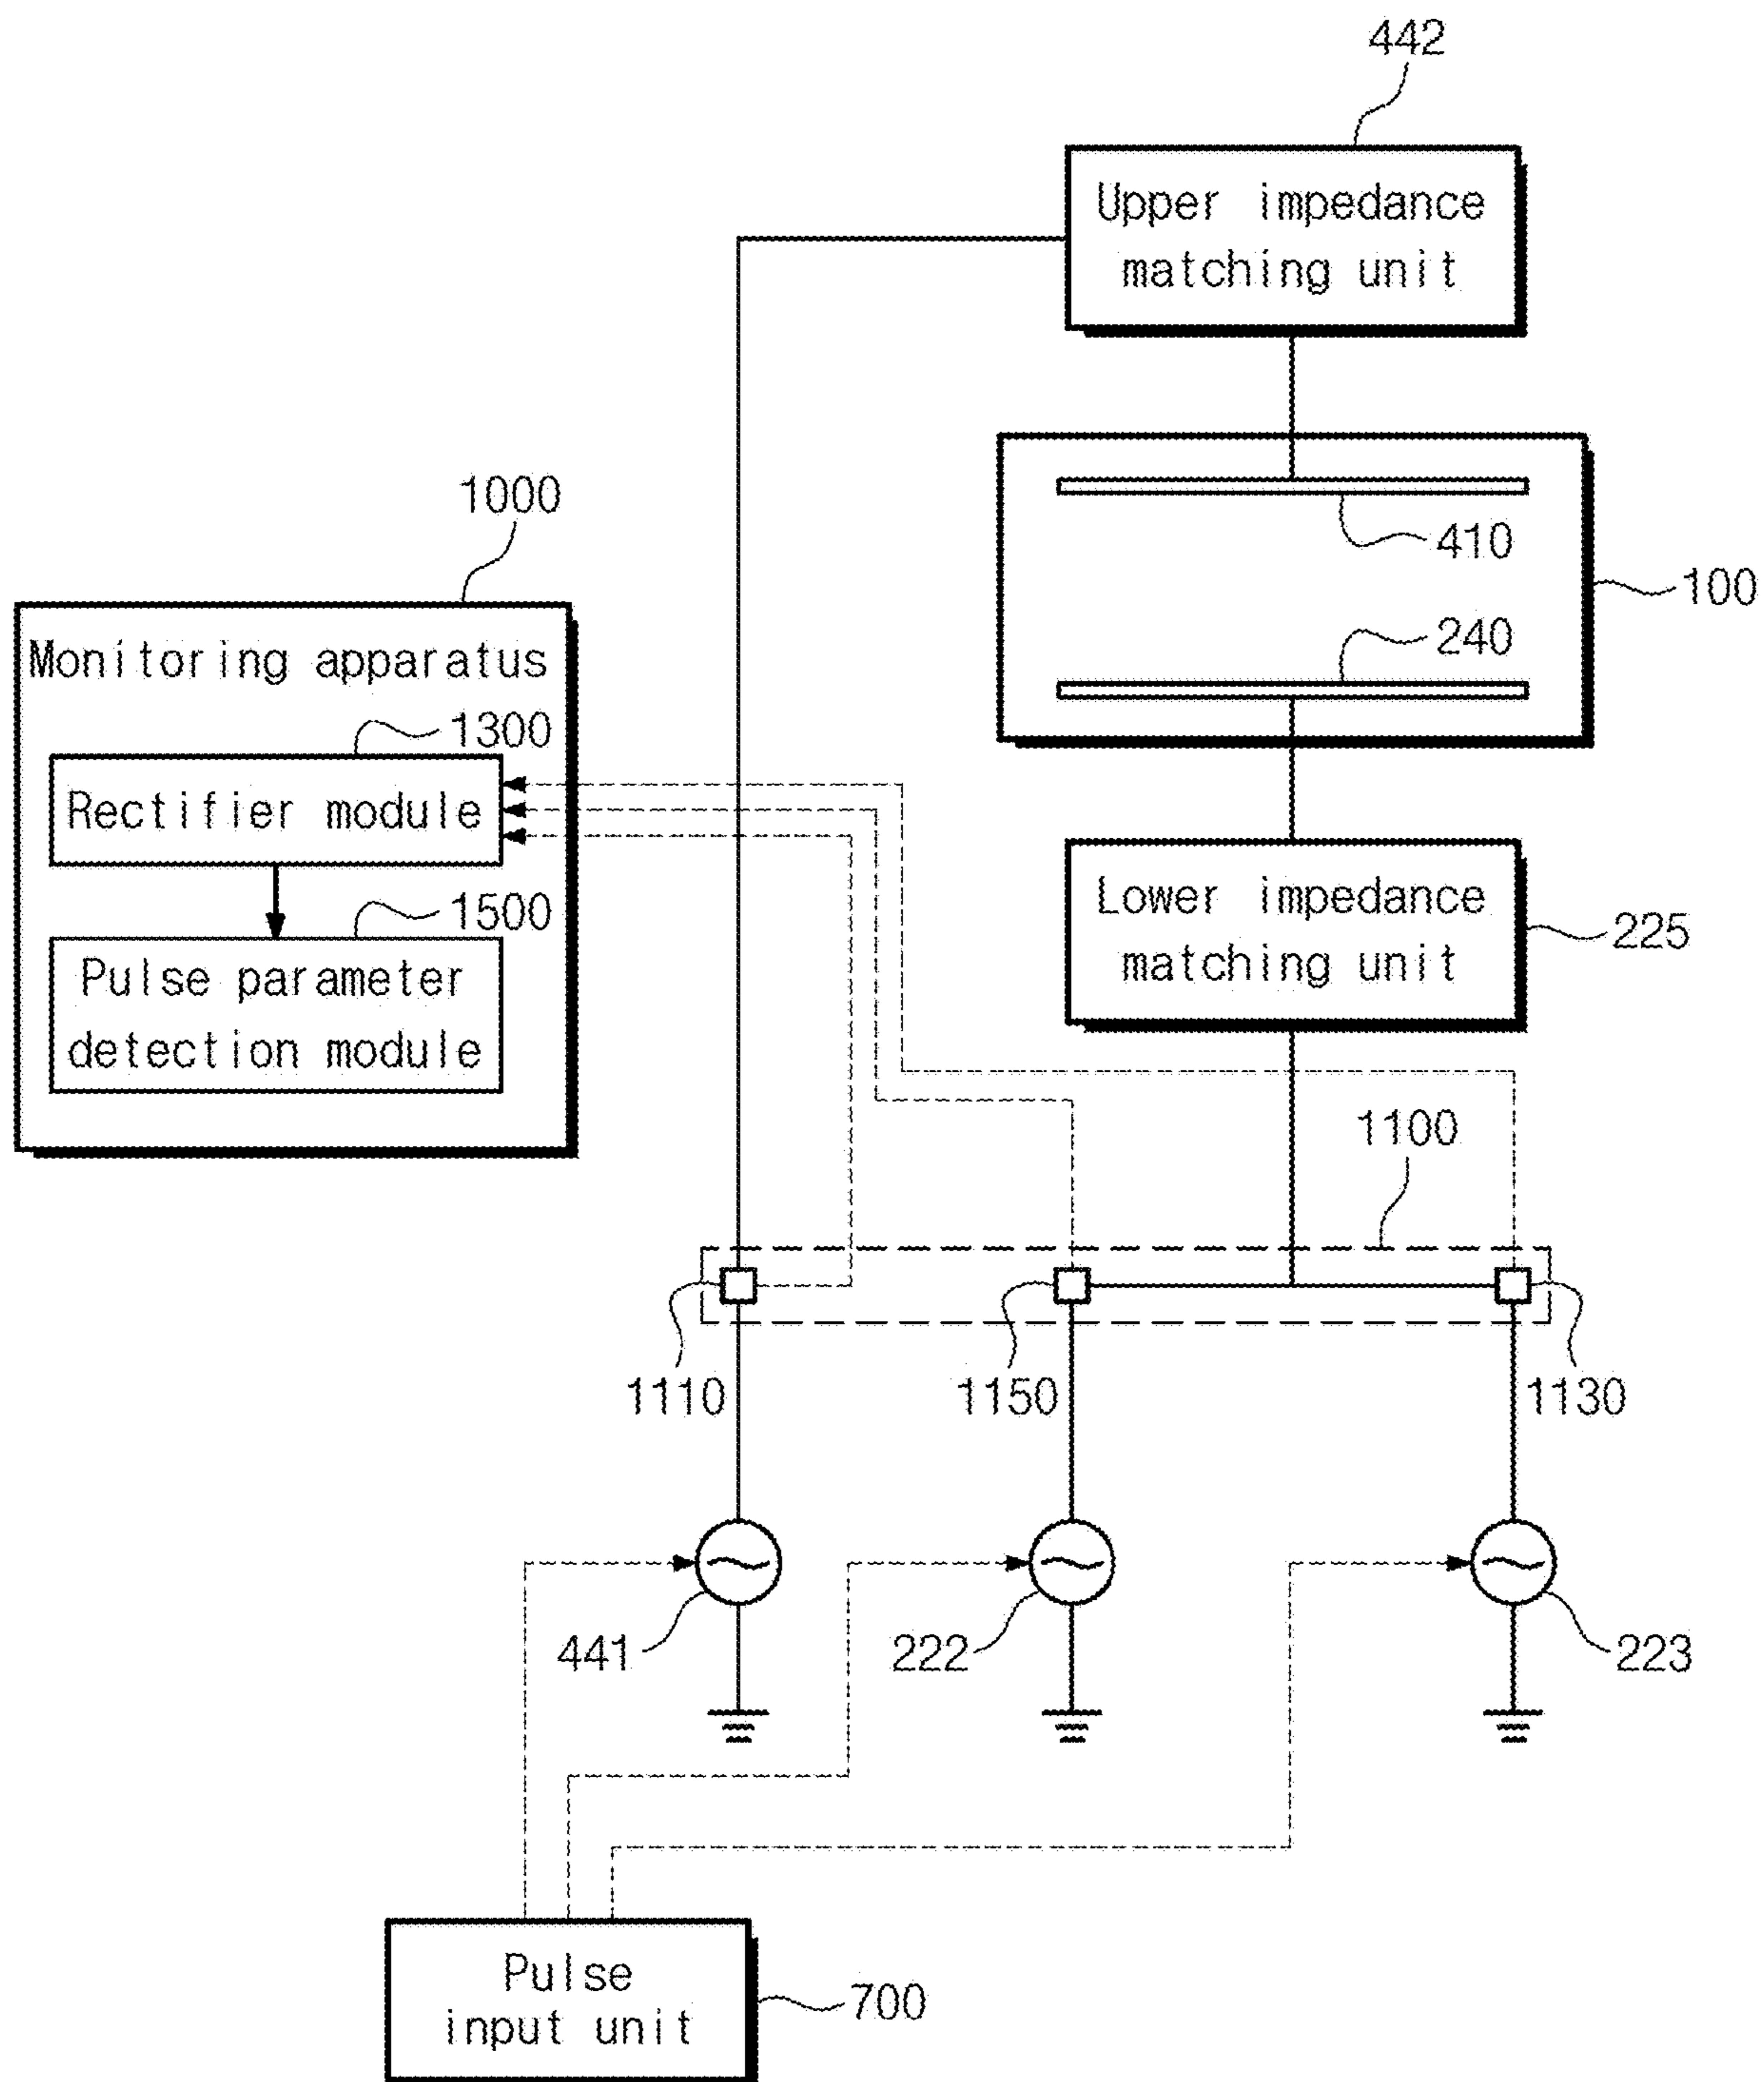 442
Upper impedance
matching unit
1000
410
100
240
Monitoring apparatus
1300
Rectifier module
1500
Pulse parameter
detection module
Lower impedance
matching unit
225
1100
1110
1150
1130
441
222
223
Pulse
input unit
700